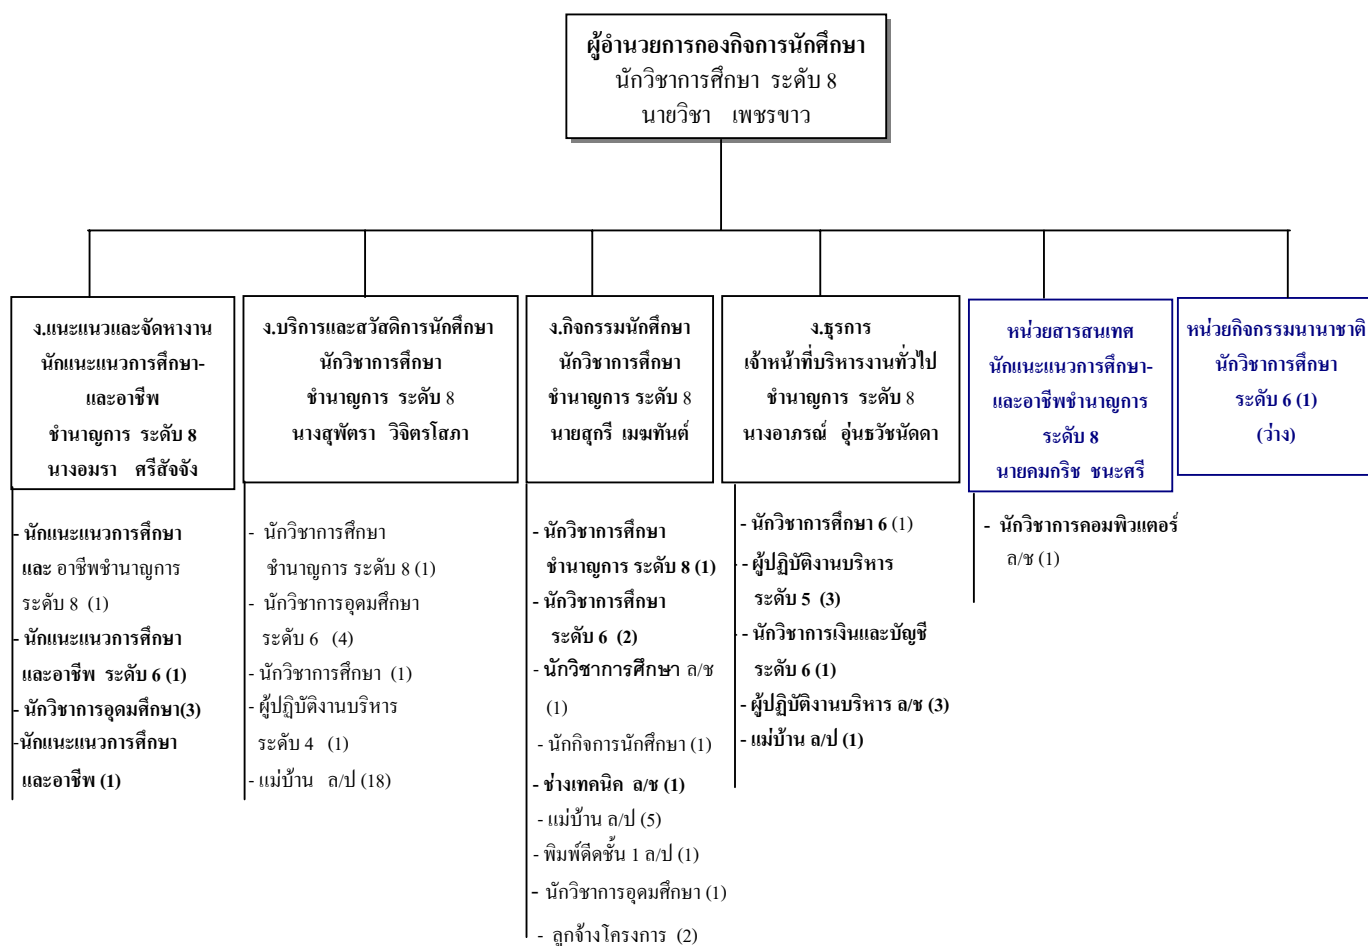 ผู้อำนวยการกองกิจการนักศึกษา
นักวิชาการศึกษา ระดับ 8
นายวิชา เพชรขาว
ง.แนะแนวและจัดหางาน
นักแนะแนวการศึกษา-
และอาชีพ
ชำนาญการ ระดับ 8
นางอมรา ศรีสัจจัง
- นักแนะแนวการศึกษา
และ อาชีพชำนาญการ
ระดับ 8 (1)
- นักแนะแนวการศึกษา
และอาชีพ ระดับ 6 (1)
- นักวิชาการอุดมศึกษา(3)
-นักแนะแนวการศึกษา
และอาชีพ (1)
ง.บริการและสวัสดิการนักศึกษา
นักวิชาการศึกษา
ชำนาญการ ระดับ 8
นางสุพัตรา วิจิตรโสภา
- นักวิชาการศึกษา
ชำนาญการ ระดับ 8 (1)
- นักวิชาการอุดมศึกษา
ระดับ 6 (4)
- นักวิชาการศึกษา (1)
- ผู้ปฏิบัติงานบริหาร
ระดับ 4 (1)
- แม่บ้าน ล/ป (18)
ง.กิจกรรมนักศึกษา
นักวิชาการศึกษา
ชำนาญการ ระดับ 8
นายสุกรี เมฆทันต์
- นักวิชาการศึกษา
ชำนาญการ ระดับ 8 (1)
- นักวิชาการศึกษา
ระดับ 6 (2)
- นักวิชาการศึกษา ล/ช
(1)
- นักกิจการนักศึกษา (1)
- ช่างเทคนิค ล/ช (1)
- แม่บ้าน ล/ป (5)
- พิมพ์ดีดชั้น 1 ล/ป (1)
- นักวิชาการอุดมศึกษา (1)
- ลูกจ้างโครงการ (2)
ง.ธุรการ
เจ้าหน้าที่บริหารงานทั่วไป
ชำนาญการ ระดับ 8
นางอาภรณ์ อุ่นธวัชนัดดา
- นักวิชาการศึกษา 6 (1)
- - ผู้ปฏิบัติงานบริหาร
ระดับ 5 (3)
- - นักวิชาการเงินและบัญชี
ระดับ 6 (1)
- ผู้ปฏิบัติงานบริหาร ล/ช (3)
- แม่บ้าน ล/ป (1)
หน่วยสารสนเทศ
นักแนะแนวการศึกษา-
และอาชีพชำนาญการ
ระดับ 8
นายคมกริช ชนะศรี
- นักวิชาการคอมพิวแตอร์
ล/ช (1)
หน่วยกิจกรรมนานาชาติ
นักวิชาการศึกษา
ระดับ 6 (1)
(ว่าง)